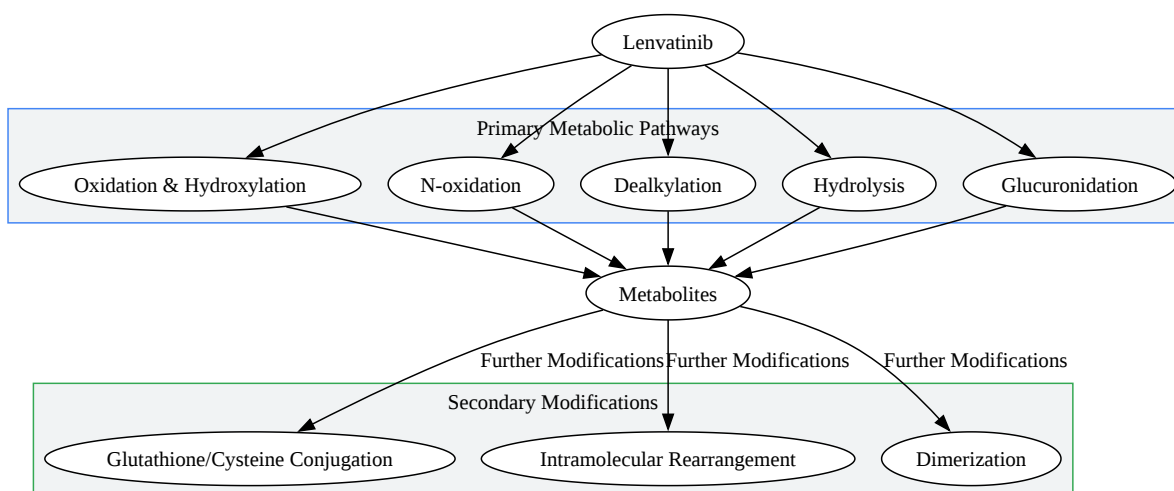 Lenvatinib
Primary Metabolic Pathways
Oxidation & Hydroxylation
N-oxidation
Dealkylation
Hydrolysis
Glucuronidation
Metabolites
Further Modifications
Further Modifications
Further Modifications
Secondary Modifications
Glutathione/Cysteine Conjugation
Intramolecular Rearrangement
Dimerization